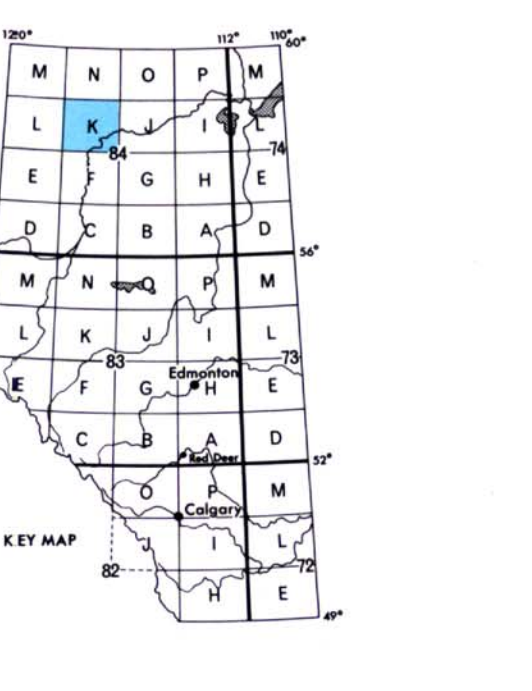 120° 112° 110° 60°
M N O P M
L K J I L
84 74
E F G H E
D C B A D
56°
M N O P M
L K J I L
83 73
Edmonton
E F G H E
C B A D
Red Deer 52°
O P M
Calgary
KEY MAP J I L
82 72
H E
49°